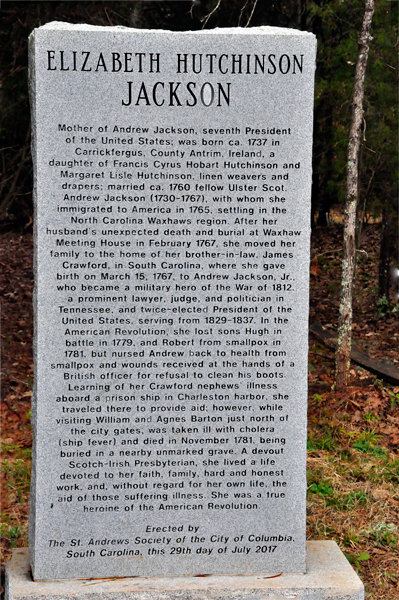 ELIZABETH HUTCHINSON
JACKSON
Mother of Andrew Jackson, seventh President
of the United States; was born ca. 1737 in
Carrickfergus, County Antrim, Ireland, a
daughter of Francis Cyrus Hobart Hutchinson and
Margaret Lisle Hutchinson, linen weavers and
drapers; married ca. 1760 fellow Ulster Scot.
Andrew Jackson (1730-1767), with whom she
immigrated to America in 1765, settling in the
North Carolina Waxhaws region. After her
husband's unexpected death and burial at Waxhaw
Meeting House in February 1767, she moved her
family to the home of her brother-in-law, James
Crawford, in South Carolina, where she gave
birth on March 15, 1767, to Andrew Jackson, Jr.,
who became a military hero of the War of 1812,
a prominent lawyer, judge, and politician in
Tennessee, and twice-elected President of the
United States, serving from 1829-1837. In the
American Revolution, she lost sons Hugh in
battle in 1779, and Robert from smallpox in
1781, but nursed Andrew back to health from
smallpox and wounds received at the hands of a
British officer for refusal to clean his boots.
Learning of her Crawford nephews' illness
aboard a prison ship in Charleston harbor, she
traveled there to provide aid; however, while
visiting William and Agnes Barton just north of
the city gates, was taken ill with cholera
(ship fever) and died in November 1781, being
buried in a nearby unmarked grave. A devout
Scotch-Irish Presbyterian, she lived a life
devoted to her faith, family, hard and honest
work, and, without regard for her own life, the
aid of those suffering illness. She was a true
heroine of the American Revolution.
Erected by
The St. Andrews Society of the City of Columbia,
South Carolina, this 29th day of July 2017